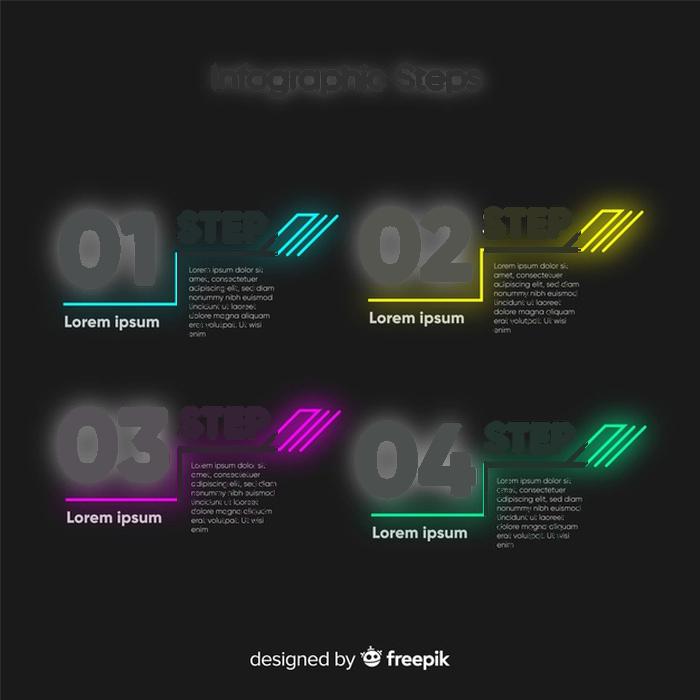 Infographic Steps
01 STEP
Lorem ipsum dolor sit
amet, consectetuer
adipiscing elit, sed diam
nonummy nibh euismod
tincidunt ut laoreet
dolore magna aliquam
erat volutpat. Ut wisi
enim
Lorem ipsum
02 STEP
Lorem ipsum dolor sit
amet, consectetuer
adipiscing elit, sed diam
nonummy nibh euismod
tincidunt ut laoreet
dolore magna aliquam
erat volutpat. Ut wisi
enim
Lorem ipsum
03 STEP
Lorem ipsum dolor sit
amet, consectetuer
adipiscing elit, sed diam
nonummy nibh euismod
tincidunt ut laoreet
dolore magna aliquam
erat volutpat. Ut wisi
enim
Lorem ipsum
04 STEP
Lorem ipsum dolor sit
amet, consectetuer
adipiscing elit, sed diam
nonummy nibh euismod
tincidunt ut laoreet
dolore magna aliquam
erat volutpat. Ut wisi
enim
Lorem ipsum
designed by freepik